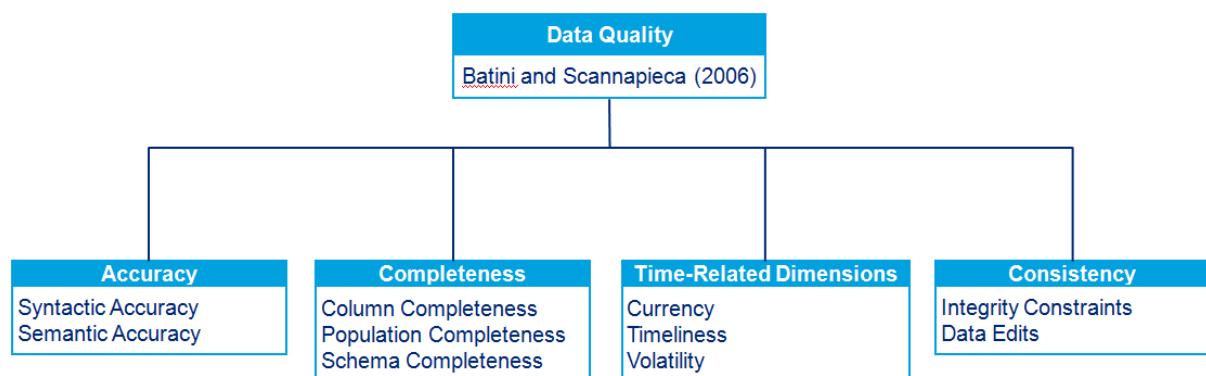 Data Quality
Batini and Scannapieca (2006)
Accuracy
Syntactic Accuracy
Semantic Accuracy
Completeness
Column Completeness
Population Completeness
Schema Completeness
Time-Related Dimensions
Currency
Timeliness
Volatility
Consistency
Integrity Constraints
Data Edits